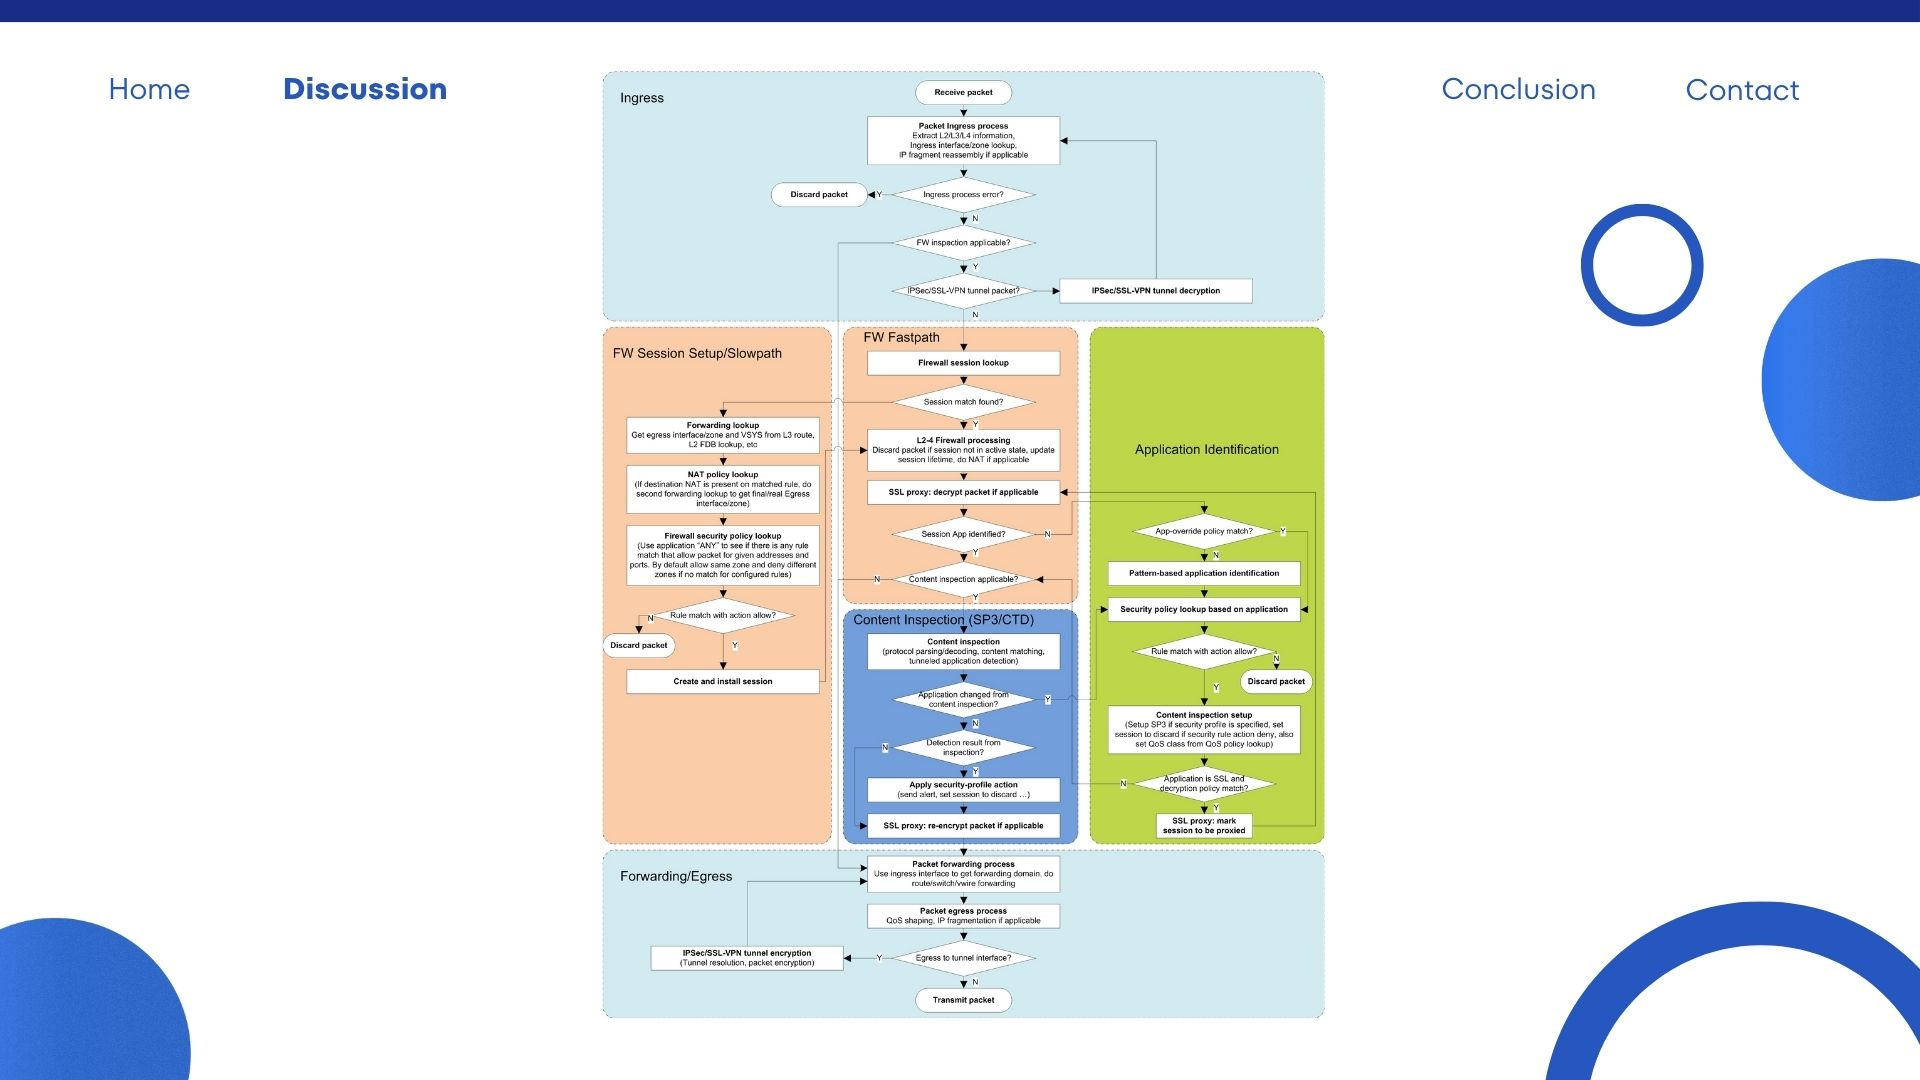 Home
Discussion
Conclusion
Contact
Ingress
Receive packet
Packet Ingress process
Extract L2/L3/L4 information,
Ingress interface/zone lookup,
IP fragment reassembly if applicable
Discard packet
Y
Ingress process error?
N
FW inspection applicable?
Y
IPSec/SSL-VPN tunnel packet?
IPSec/SSL-VPN tunnel decryption
N
FW Session Setup/Slowpath
Forwarding lookup
Get egress interface/zone and VSYS from L3 route,
L2 FDB lookup, etc
NAT policy lookup
(If destination NAT is present on matched rule, do
second forwarding lookup to get final/real Egress
interface/zone)
Firewall security policy lookup
(Use application “ANY” to see if there is any rule
match that allow packet for given addresses and
ports. By default allow same zone and deny different
zones if no match for configured rules)
Rule match with action allow?
N
Discard packet
Y
Create and install session
FW Fastpath
Firewall session lookup
Session match found?
Y
L2-4 Firewall processing
Discard packet if session not in active state, update
session lifetime, do NAT if applicable
SSL proxy: decrypt packet if applicable
Session App identified?
N
Y
N
Content inspection applicable?
Y
Content Inspection (SP3/CTD)
Content inspection
(protocol parsing/decoding, content matching,
tunneled application detection)
Application changed from
content inspection?
Y
N
N
Detection result from
inspection?
Y
Apply security-profile action
(send alert, set session to discard …)
SSL proxy: re-encrypt packet if applicable
Application Identification
App-override policy match?
Y
N
Pattern-based application identification
Security policy lookup based on application
Rule match with action allow?
N
Discard packet
Y
Content inspection setup
(Setup SP3 if security profile is specified, set
session to discard if security rule action deny, also
set QoS class from QoS policy lookup)
N
Application is SSL and
decryption policy match?
Y
SSL proxy: mark
session to be proxied
Forwarding/Egress
Packet forwarding process
Use ingress interface to get forwarding domain, do
route/switch/vwire forwarding
Packet egress process
QoS shaping, IP fragmentation if applicable
IPSec/SSL-VPN tunnel encryption
(Tunnel resolution, packet encryption)
Y
Egress to tunnel interface?
N
Transmit packet